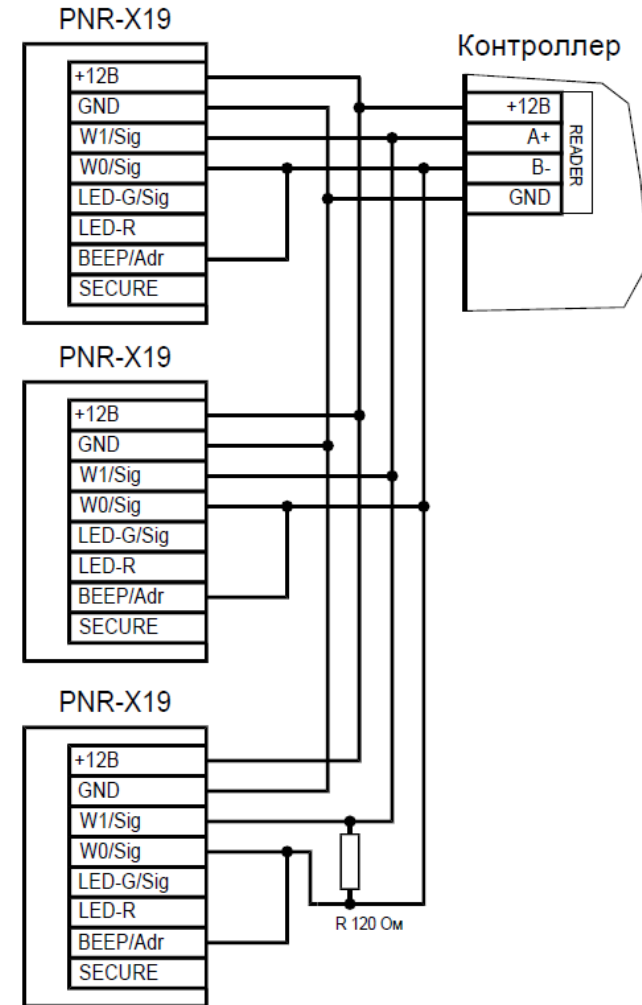 PNR-X19
+12В
GND
W1/Sig
W0/Sig
LED-G/Sig
LED-R
BEEP/Adr
SECURE
Контроллер
+12В
A+
B-
GND
READER
PNR-X19
+12В
GND
W1/Sig
W0/Sig
LED-G/Sig
LED-R
BEEP/Adr
SECURE
PNR-X19
+12В
GND
W1/Sig
W0/Sig
LED-G/Sig
LED-R
BEEP/Adr
SECURE
R 120 Ом